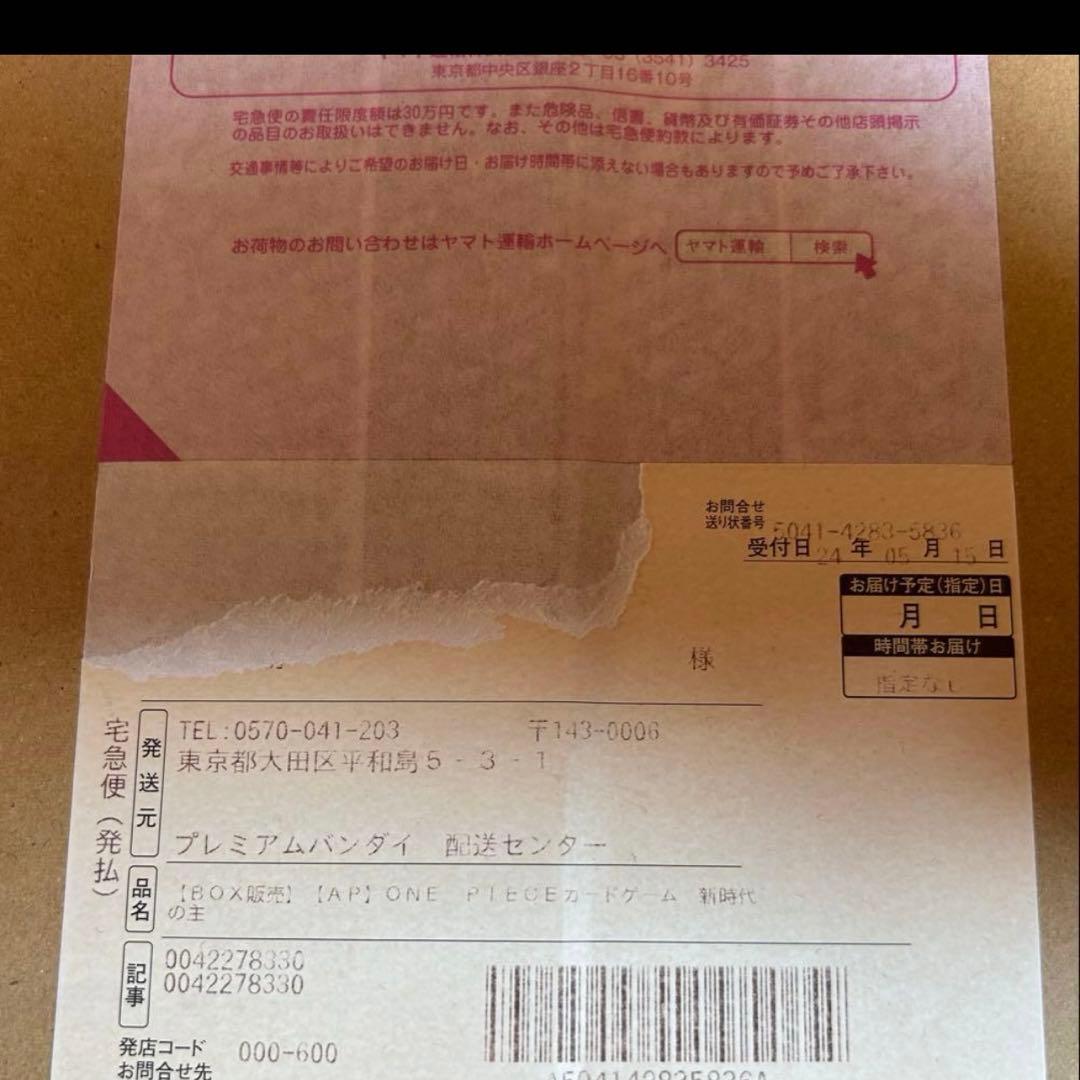 (3541) 3425
東京都中央区銀座2丁目16番10号
宅急便の責任限度額は30万円です。また危険品、信書、貨幣及び有価証券その他店頭掲示
の品目のお取扱いはできません。なお、その他は宅急便約款によります。
交通事情等によりご希望のお届け日・お届け時間帯に添えない場合もありますので予めご了承下さい。
お荷物のお問い合わせはヤマト運輸ホームページへ ヤマト運輸 検索
お問合せ
送り状番号 5041-4283-5836
受付日 24 年 05 月 15 日
お届け予定(指定)日
月 日
時間帯お届け
指定なし
様
宅急便(発払)
発送元
TEL:0570-041-203 〒143-0006
東京都大田区平和島5-3-1
プレミアムバンダイ 配送センター
品名
【BOX販売】【AP】ONE PIECEカードゲーム 新時代
の主
記事
0042278330
0042278330
発店コード 000-600
お問合せ先